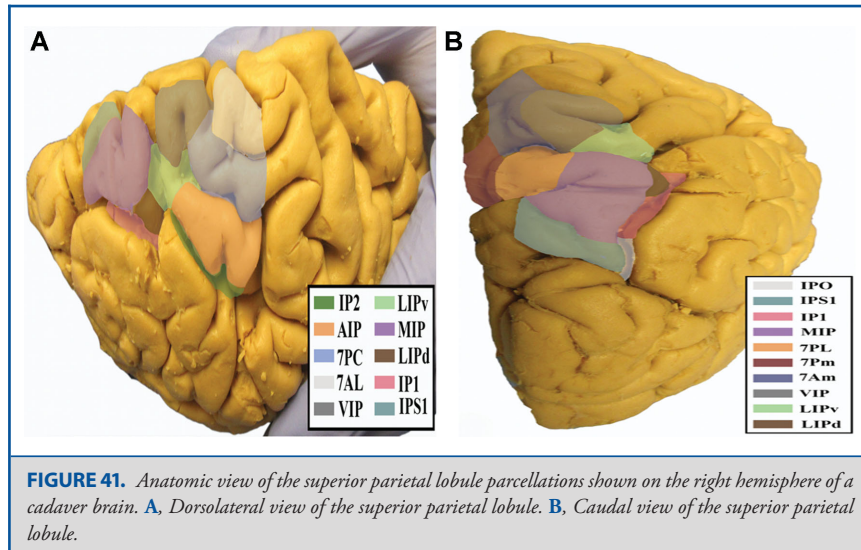 A
B
IP2 LIPv
AIP MIP
7PC LIPd
7AL IP1
VIP IPS1
IPO
IPS1
IP1
MIP
7PL
7Pm
7Am
VIP
LIPv
LIPd
FIGURE 41. Anatomic view of the superior parietal lobule parcellations shown on the right hemisphere of a
cadaver brain. A, Dorsolateral view of the superior parietal lobule. B, Caudal view of the superior parietal
lobule.